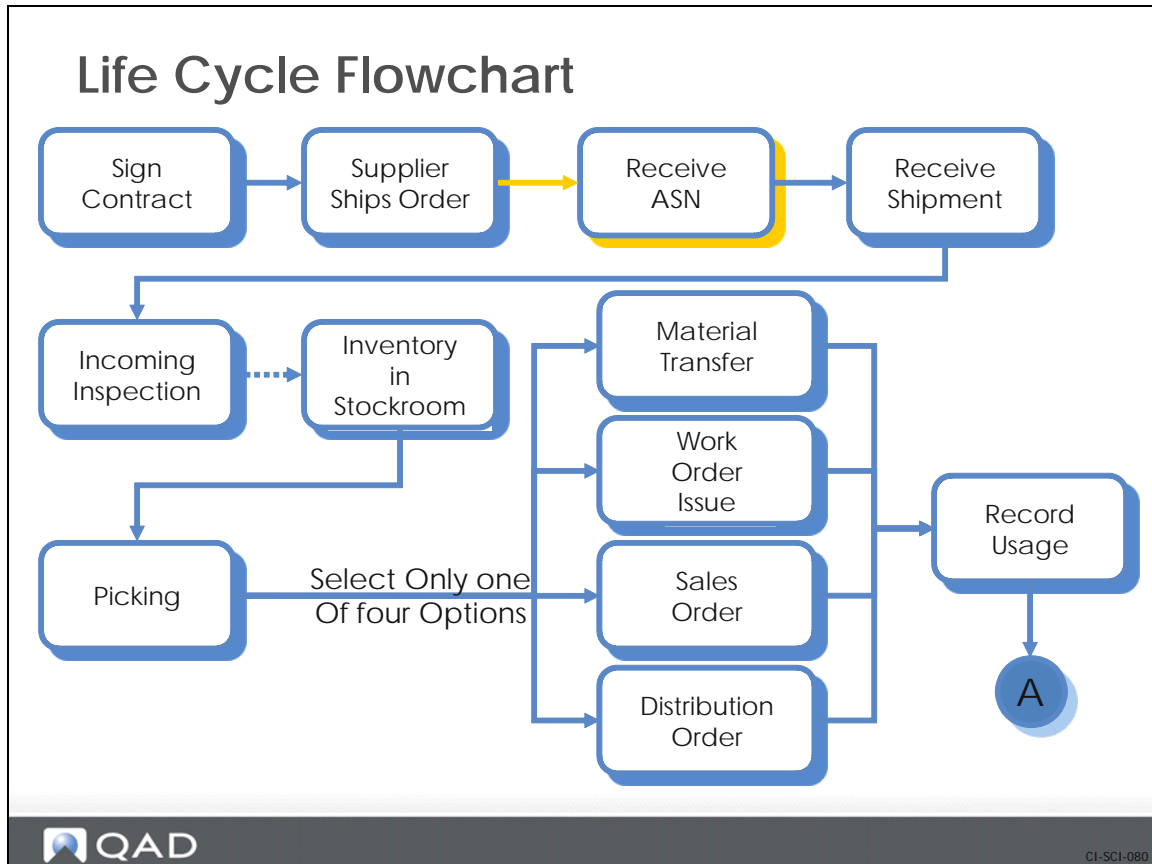 Life Cycle Flowchart
Sign
Contract
Supplier
Ships Order
Receive
ASN
Receive
Shipment
Incoming
Inspection
Inventory
in
Stockroom
Material
Transfer
Work
Order
Issue
Record
Usage
Picking
Select Only one
Of four Options
Sales
Order
Distribution
Order
A
QAD
CI-SCI-080